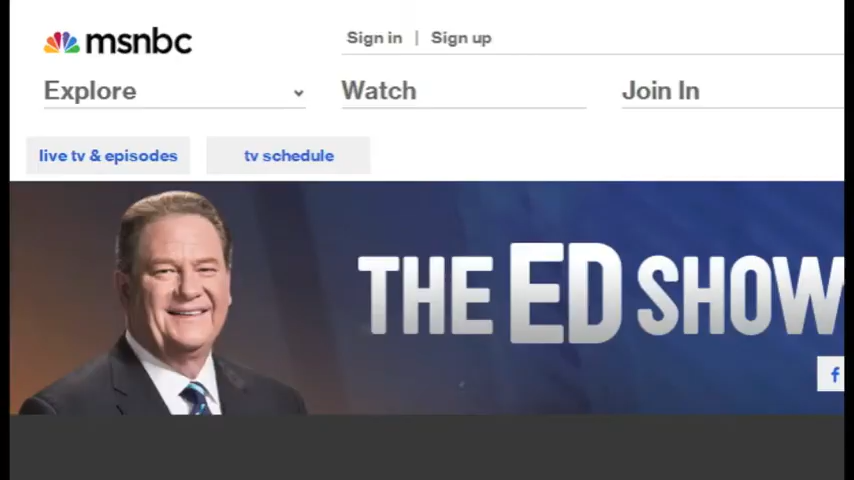 msnbc
Sign in | Sign up
Explore
Watch
Join In
live tv & episodes
tv schedule
THE ED SHOW
f